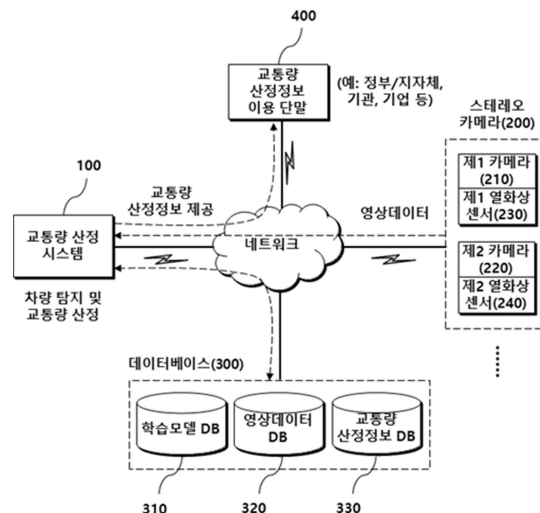 400
교통량
산정정보
이용 단말
(예: 정부/지자체,
기관, 기업 등)
스테레오
카메라(200)
제1 카메라
(210)
제1 열화상
센서(230)
제2 카메라
(220)
제2 열화상
센서(240)
100
교통량 산정
시스템
교통량
산정정보 제공
영상데이터
네트워크
차량 탐지 및
교통량 산정
데이터베이스(300)
학습모델 DB
영상데이터
DB
교통량
산정정보 DB
310
320
330